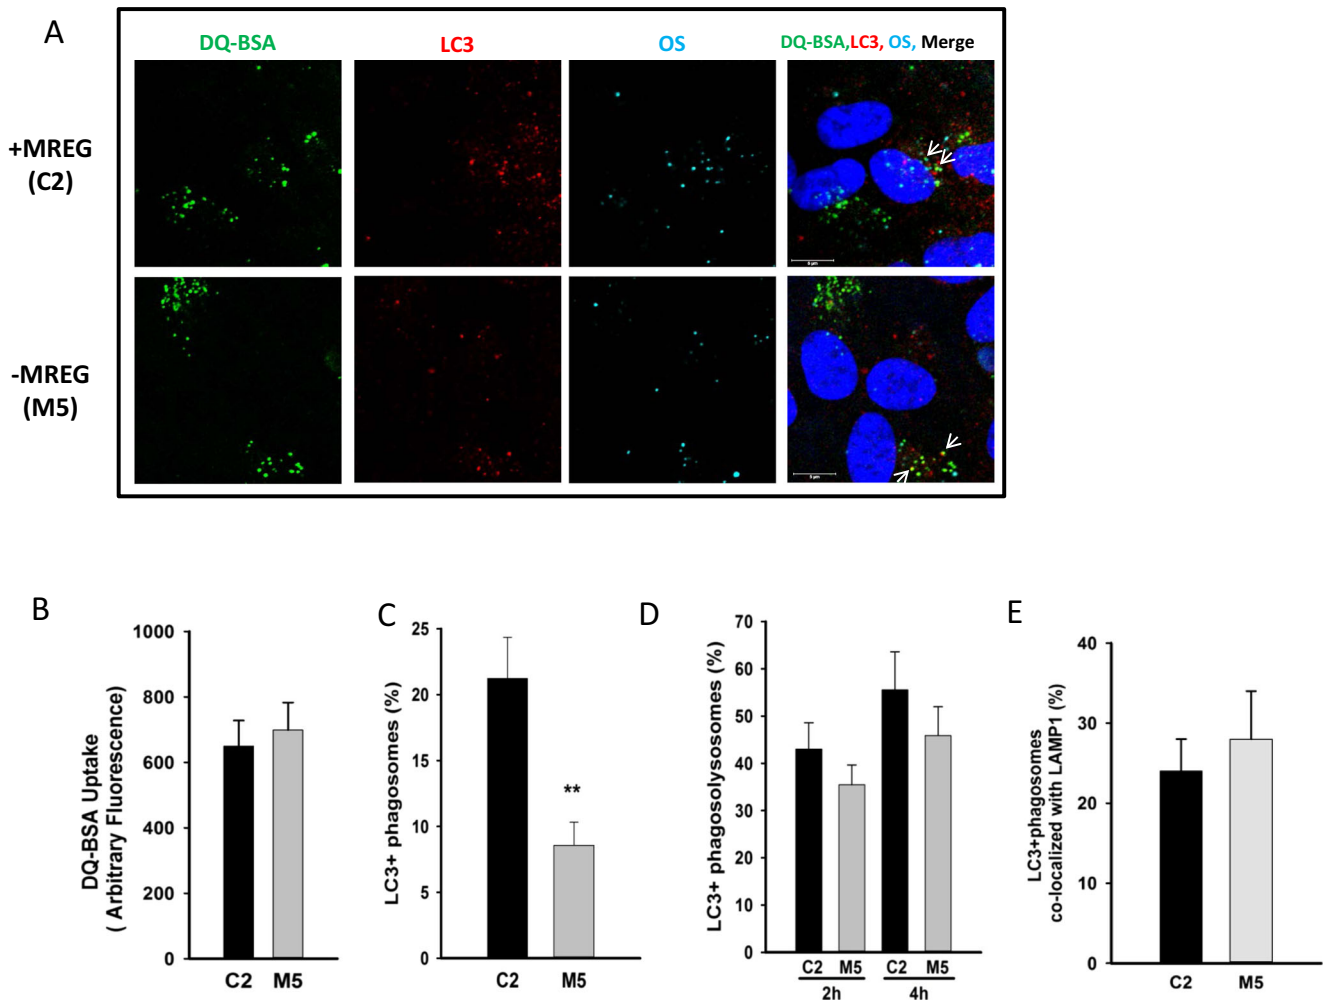 A
DQ-BSA
LC3
OS
DQ-BSA,LC3, OS, Merge
+MREG
(C2)
-MREG
(M5)
B
DQ-BSA Uptake
( Arbitrary Fluorescence)
1000
800
600
400
200
0
C2 M5
C
LC3+ phagosomes (%)
25
20
15
10
5
0
**
C2 M5
D
LC3+ phagosolysosomes (%)
70
60
50
40
30
20
10
0
C2 M5 C2 M5
2h 4h
E
LC3+phagosomes
co-localized with LAMP1 (%)
40
30
20
10
0
C2 M5